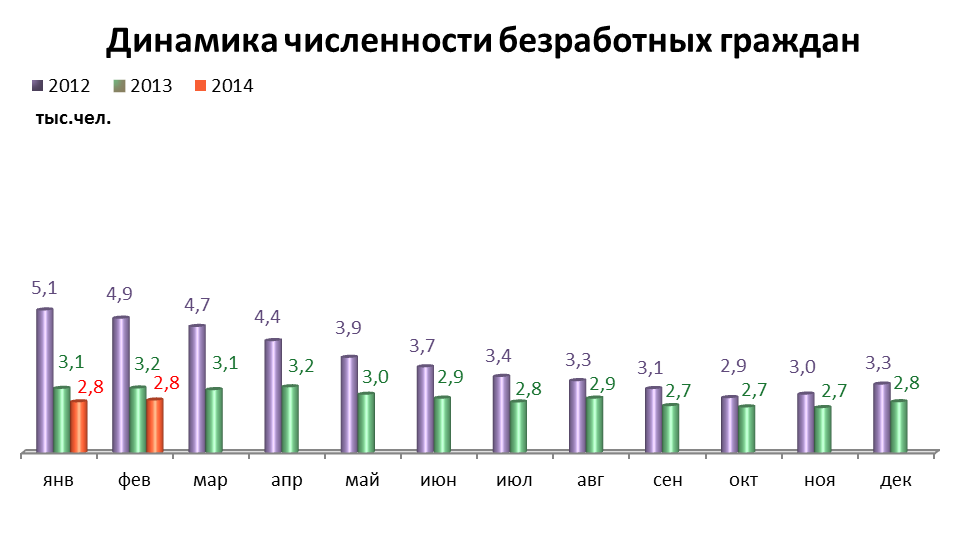 Динамика численности безработных граждан
2012 2013 2014
тыс.чел.
5,1 3,1 2,8
4,9 3,2 2,8
4,7 3,1
4,4 3,2
3,9 3,0
3,7 2,9
3,4 2,8
3,3 2,9
3,1 2,7
2,9 2,7
3,0 2,7
3,3 2,8
янв фев мар апр май июн июл авг сен окт ноя дек